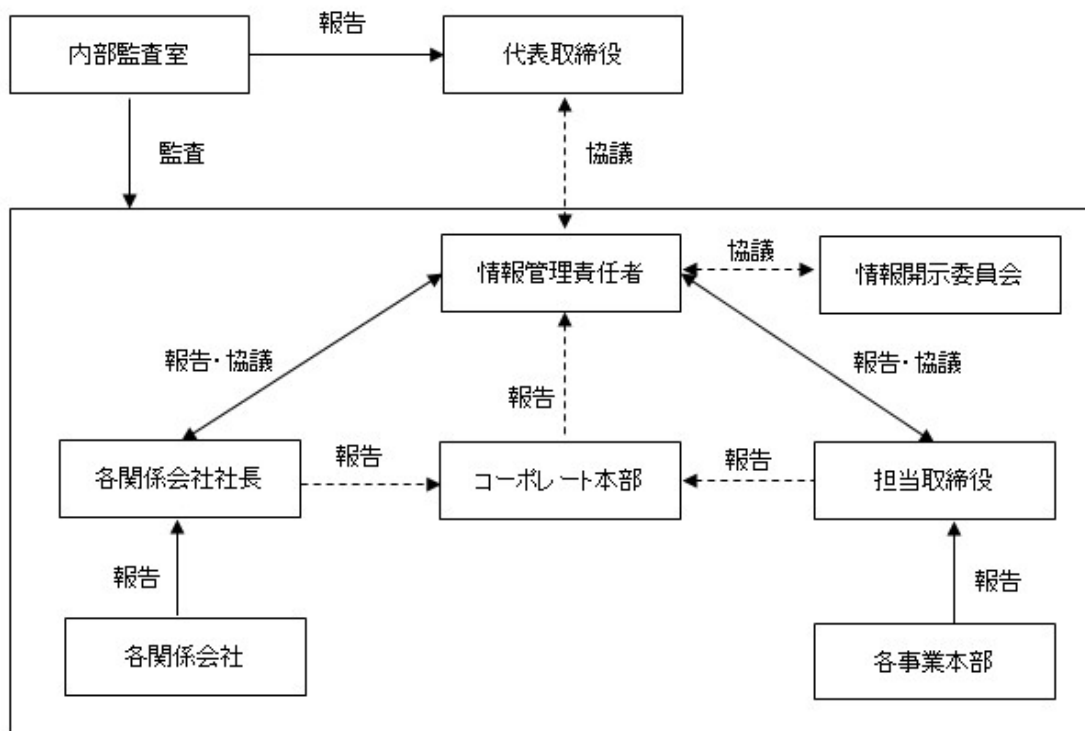 報告
内部監査室
代表取締役
監査
協議
情報管理責任者
協議
情報開示委員会
報告・協議
報告・協議
報告
各関係会社社長
報告
コーポレート本部
報告
担当取締役
報告
報告
各関係会社
各事業本部